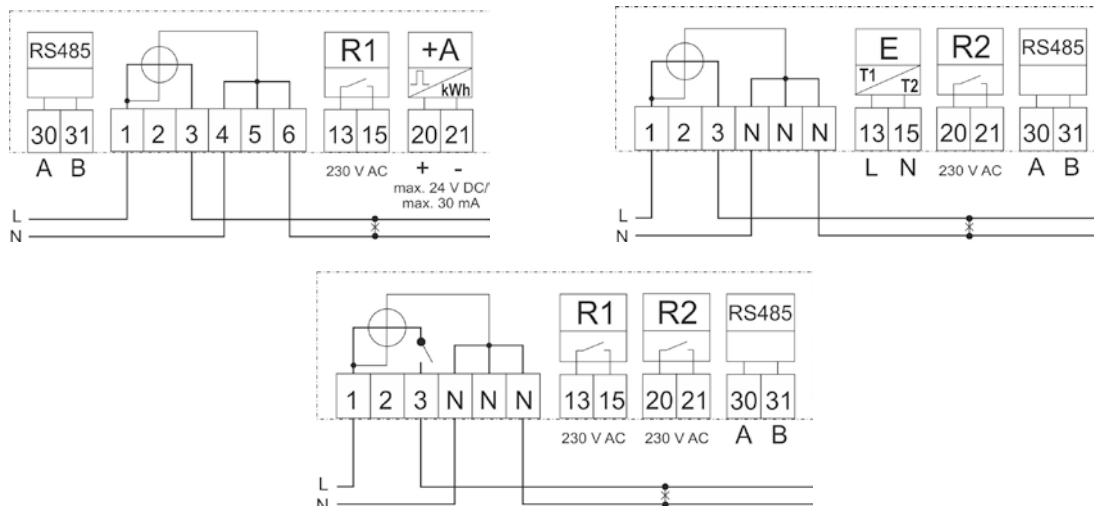 RS485
R1
+A
kWh
30 31 1 2 3 4 5 6 13 15 20 21
A B
230 V AC
+ -
max. 24 V DC/
max. 30 mA
L
N
E
R2
RS485
T1
T2
1 2 3 N N N 13 15 20 21 30 31
L N
230 V AC
A B
L
N
R1
R2
RS485
1 2 3 N N N 13 15 20 21 30 31
230 V AC
230 V AC
A B
L
N